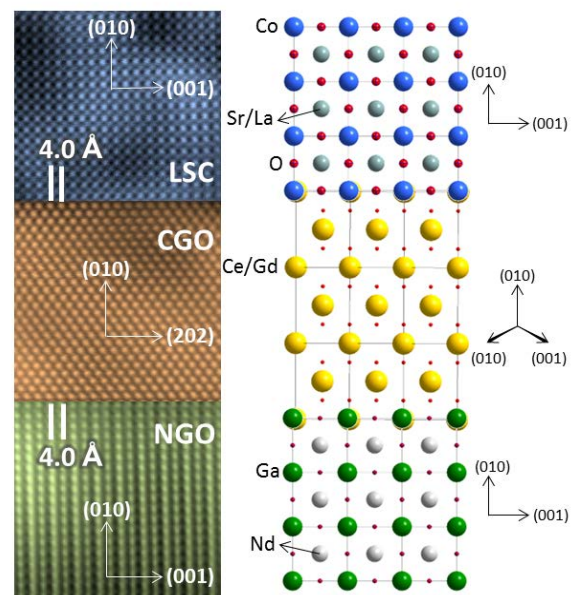 (010)
(001)
4.0 Å
LSC
CGO
(010)
(202)
NGO
4.0 Å
(010)
(001)
Co
Sr/La
O
Ce/Gd
Ga
Nd
(010)
(001)
(010)
(010)
(001)
(010)
(001)